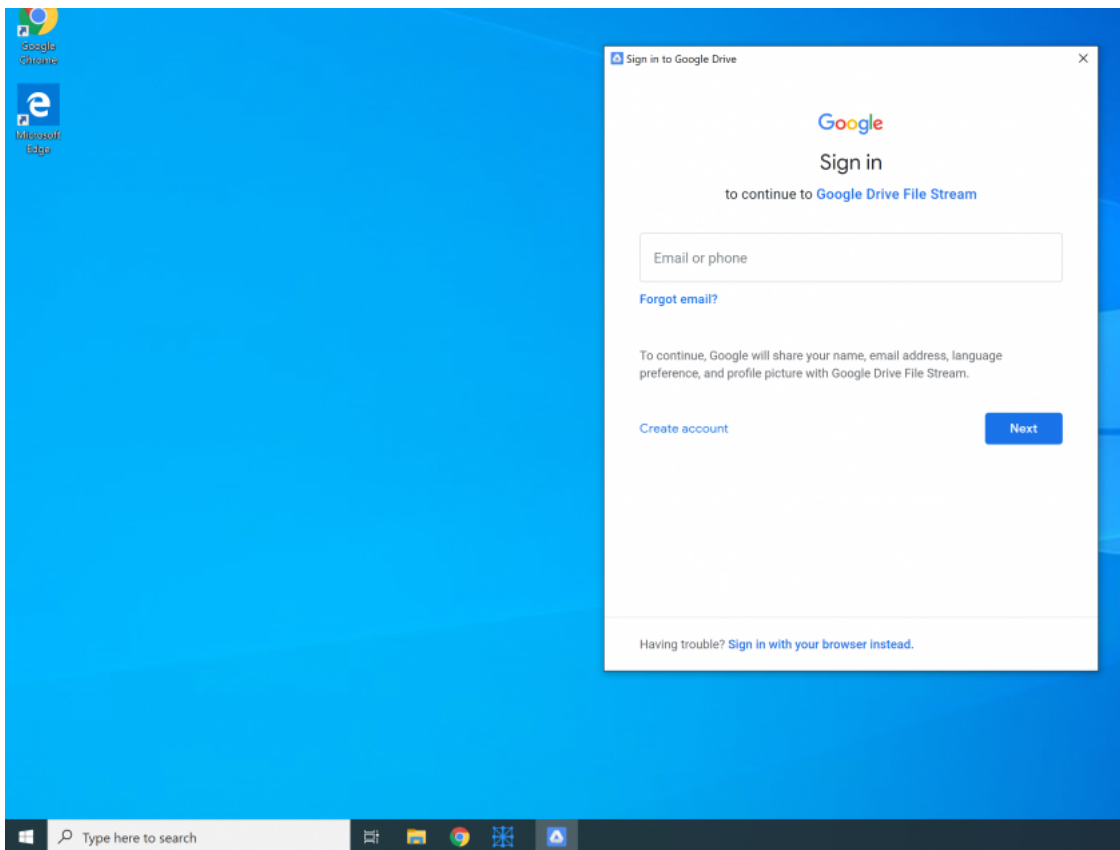 Google
Chrome
Microsoft
Edge
Sign in to Google Drive
Google
Sign in
to continue to Google Drive File Stream
Email or phone
Forgot email?
To continue, Google will share your name, email address, language
preference, and profile picture with Google Drive File Stream.
Create account
Next
Having trouble? Sign in with your browser instead.
Type here to search